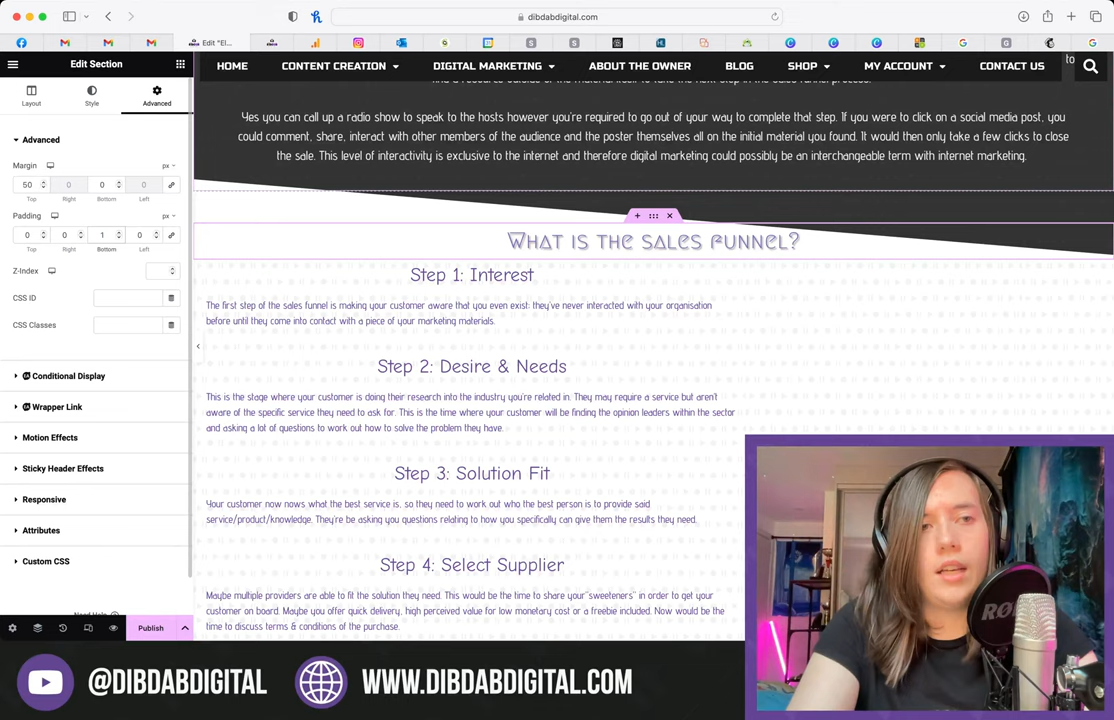 dibdabdigital.com
Edit "El...
Edit Section
HOME
CONTENT CREATION
DIGITAL MARKETING
ABOUT THE OWNER
BLOG
SHOP
MY ACCOUNT
CONTACT US
to
Layout
Style
Advanced
Yes you can call up a radio show to speak to the hosts however you're required to go out of your way to complete that step. If you were to click on a social media post, you
could comment, share, interact with other members of the audience and the poster themselves all on the initial material you found. It would then only take a few clicks to close
the sale. This level of interactivity is exclusive to the internet and therefore digital marketing could possibly be an interchangeable term with internet marketing.
Advanced
Margin
px
50
0
0
0
Top
Right
Bottom
Left
Padding
px
0
0
1
0
Top
Right
Bottom
Left
Z-Index
CSS ID
CSS Classes
Conditional Display
Wrapper Link
Motion Effects
Sticky Header Effects
Responsive
Attributes
Custom CSS
Need Help
Publish
What is the sales funnel?
Step 1: Interest
The first step of the sales funnel is making your customer aware that you even exist: they've never interacted with your organisation
before until they come into contact with a piece of your marketing materials.
Step 2: Desire & Needs
This is the stage where your customer is doing their research into the industry you're related in. They may require a service but aren't
aware of the specific service they need to ask for. This is the time where your customer will be finding the opinion leaders within the sector
and asking a lot of questions to work out how to solve the problem they have.
Step 3: Solution Fit
Your customer now nows what the best service is, so they need to work out who the best person is to provide said
service/product/knowledge. They're be asking you questions relating to how you specifically can give them the results they need.
Step 4: Select Supplier
Maybe multiple providers are able to fit the solution they need. This would be the time to share your "sweeteners" in order to get your
customer on board. Maybe you offer quick delivery, high perceived value for low monetary cost or a freebie included. Now would be the
time to discuss terms & conditions of the purchase.
RØDE
@DIBDABDIGITAL
WWW.DIBDABDIGITAL.COM